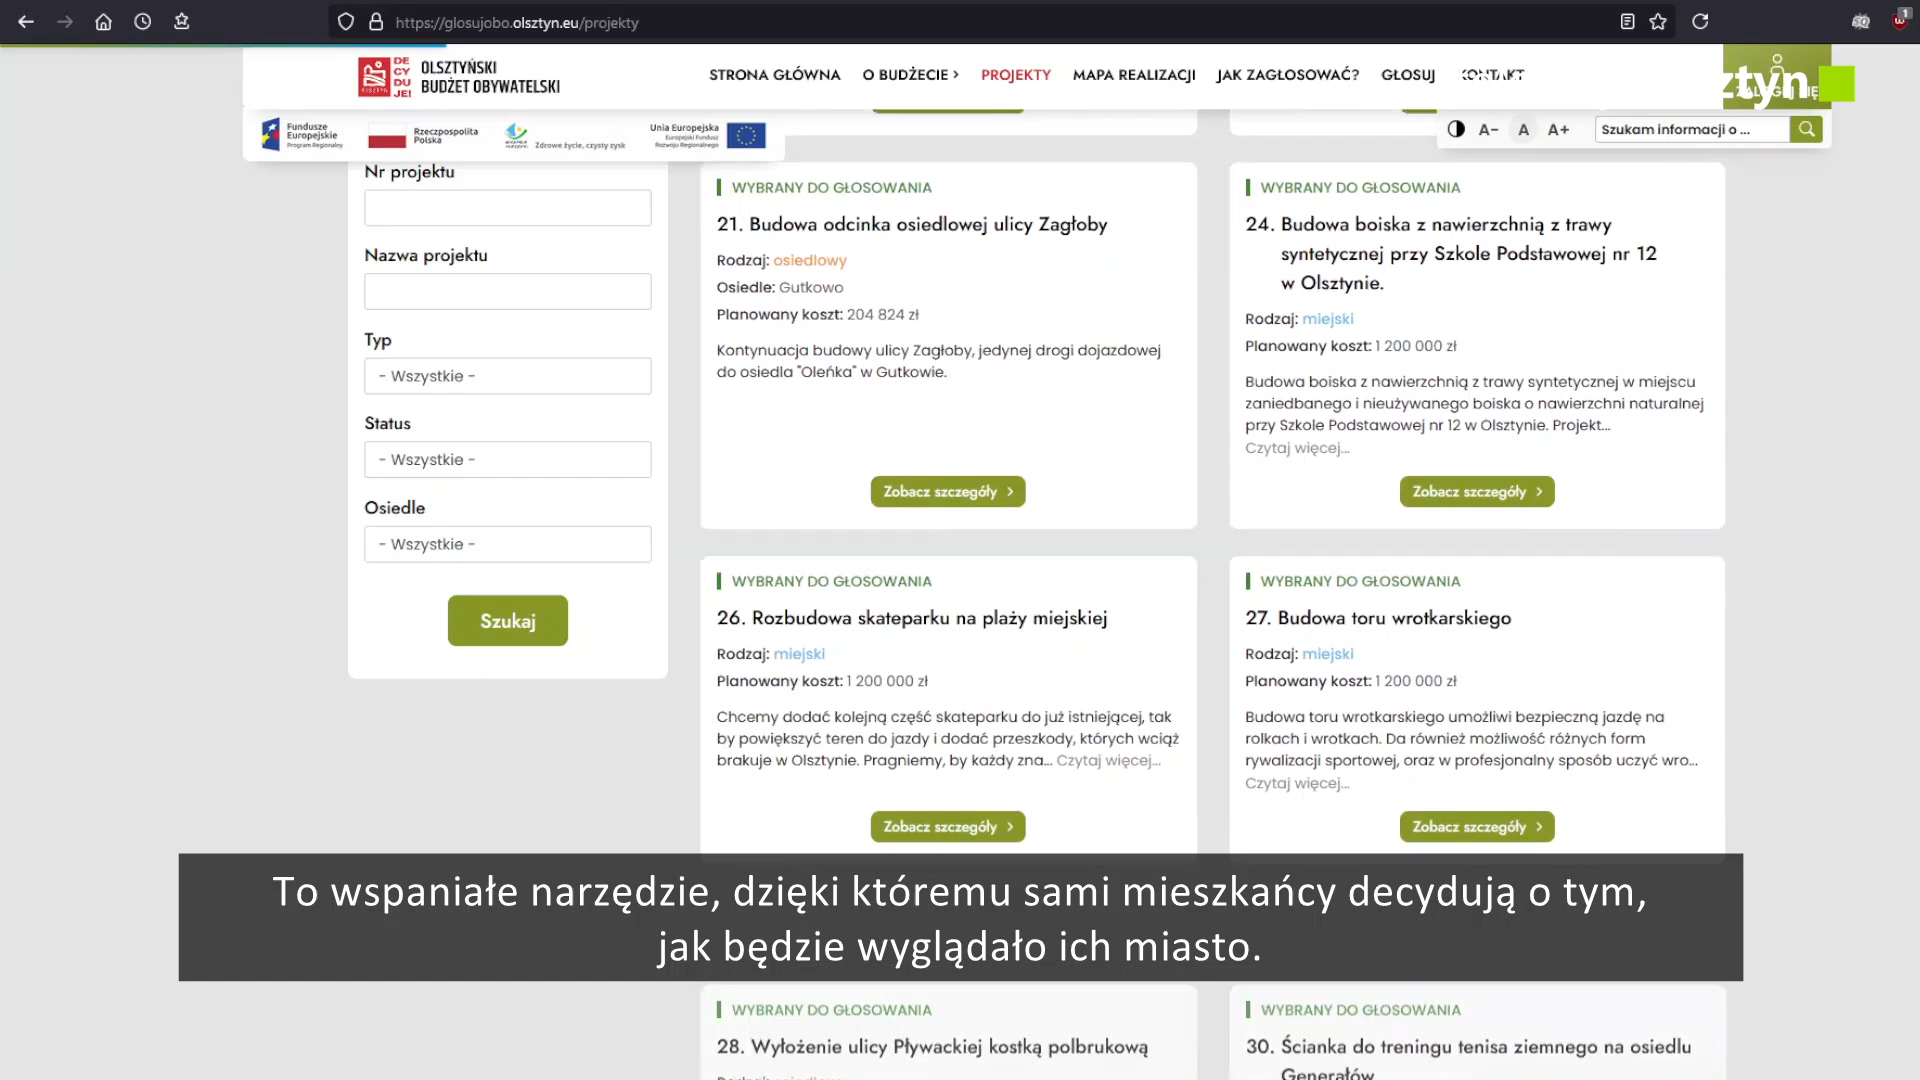 https://glosujobo.olsztyn.eu/projekty
DE
CY
DU
JE!
OLSZTYN
OLSZTYŃSKI
BUDŻET OBYWATELSKI
STRONA GŁÓWNA
O BUDŻECIE
PROJEKTY
MAPA REALIZACJI
JAK ZAGŁOSOWAĆ?
GŁOSUJ
Fundusze
Europejskie
Program Regionalny
Rzeczpospolita
Polska
Zdrowe życie, czysty zysk
Unia Europejska
Europejski Fundusz
Rozwoju Regionalnego
A-
A
A+
Szukam informacji o ...
Nr projektu
Nazwa projektu
Typ
- Wszystkie -
Status
- Wszystkie -
Osiedle
- Wszystkie -
Szukaj
WYBRANY DO GŁOSOWANIA
21. Budowa odcinka osiedlowej ulicy Zagłoby
Rodzaj: osiedlowy
Osiedle: Gutkowo
Planowany koszt: 204 824 zł
Kontynuacja budowy ulicy Zagłoby, jedynej drogi dojazdowej
do osiedla "Oleńka" w Gutkowie.
Zobacz szczegóły
WYBRANY DO GŁOSOWANIA
24. Budowa boiska z nawierzchnią z trawy
syntetycznej przy Szkole Podstawowej nr 12
w Olsztynie.
Rodzaj: miejski
Planowany koszt: 1 200 000 zł
Budowa boiska z nawierzchnią z trawy syntetycznej w miejscu
zaniedbanego i nieużywanego boiska o nawierzchni naturalnej
przy Szkole Podstawowej nr 12 w Olsztynie. Projekt...
Czytaj więcej...
Zobacz szczegóły
WYBRANY DO GŁOSOWANIA
26. Rozbudowa skateparku na plaży miejskiej
Rodzaj: miejski
Planowany koszt: 1 200 000 zł
Chcemy dodać kolejną część skateparku do już istniejącej, tak
by powiększyć teren do jazdy i dodać przeszkody, których wciąż
brakuje w Olsztynie. Pragniemy, by każdy zna... Czytaj więcej...
Zobacz szczegóły
WYBRANY DO GŁOSOWANIA
27. Budowa toru wrotkarskiego
Rodzaj: miejski
Planowany koszt: 1 200 000 zł
Budowa toru wrotkarskiego umożliwi bezpieczną jazdę na
rolkach i wrotkach. Da również możliwość różnych form
rywalizacji sportowej, oraz w profesjonalny sposób uczyć wro...
Czytaj więcej...
Zobacz szczegóły
To wspaniałe narzędzie, dzięki któremu sami mieszkańcy decydują o tym,
jak będzie wyglądało ich miasto.
WYBRANY DO GŁOSOWANIA
28. Wyłożenie ulicy Pływackiej kostką polbrukową
WYBRANY DO GŁOSOWANIA
30. Ścianka do treningu tenisa ziemnego na osiedlu
Generałów